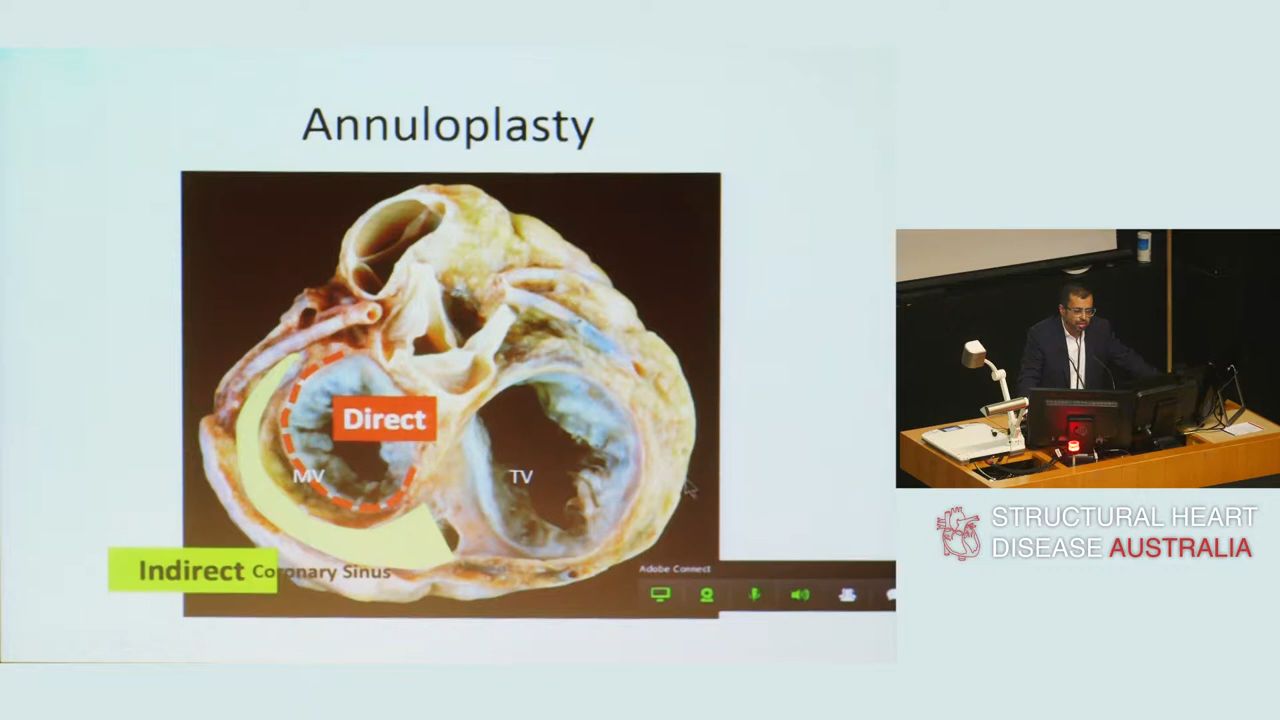 Annuloplasty
Direct
MV
TV
Indirect Coronary Sinus
Adobe Connect
STRUCTURAL HEART
DISEASE AUSTRALIA